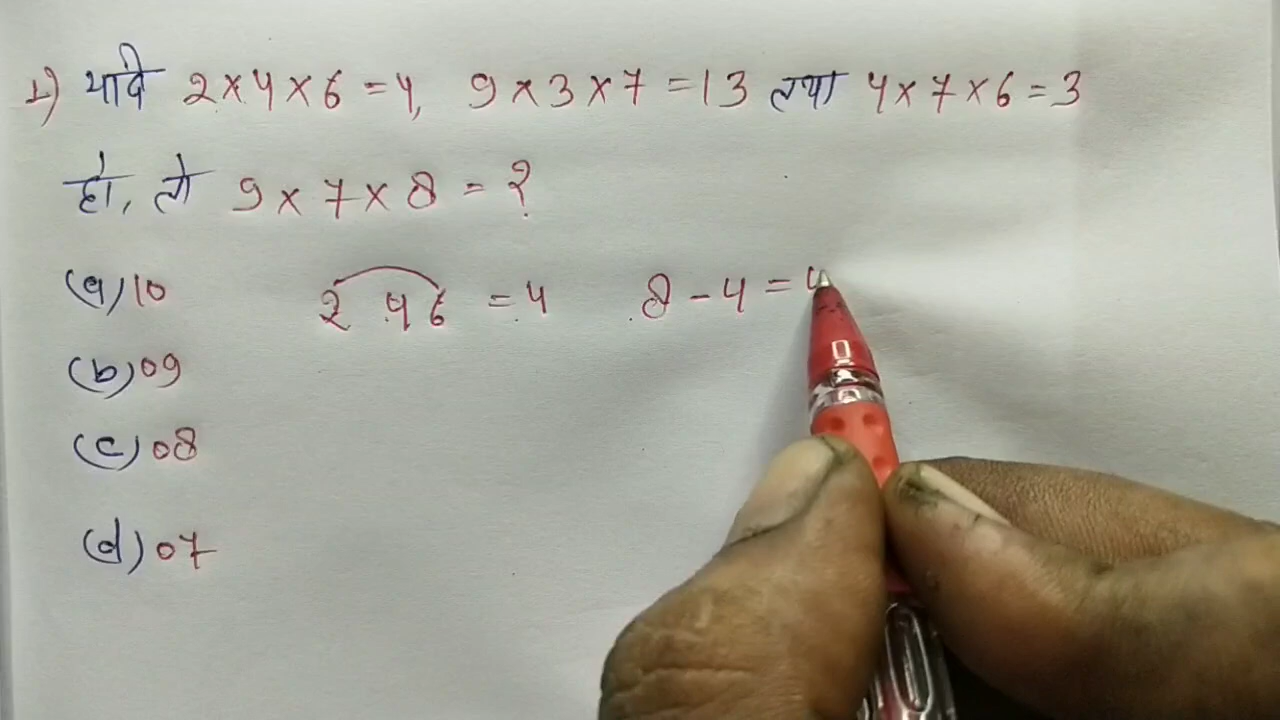 1) यदि 2×4×6=4, 9×3×7=13 तथा 4×7×6=3
हो, तो 9×7×8=?
(a) 10
2 4 6 = 4
8-4=4
(b) 09
(c) 08
(d) 07